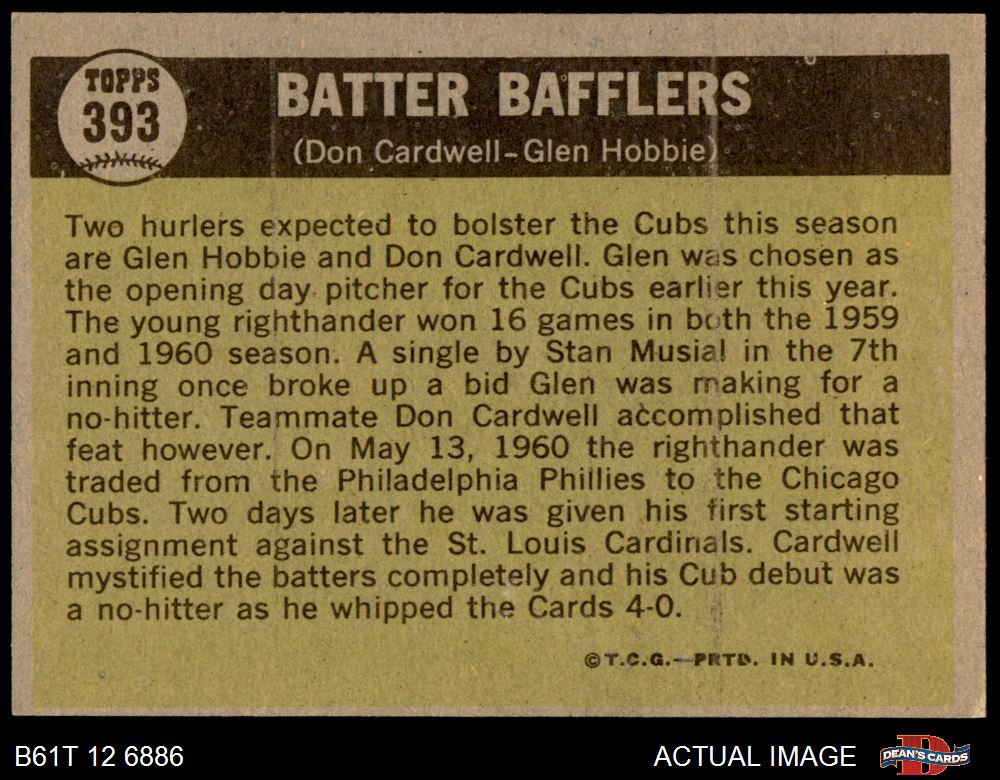 TOPPS
393
BATTER BAFFLERS
(Don Cardwell-Glen Hobbie)
Two hurlers expected to bolster the Cubs this season
are Glen Hobbie and Don Cardwell. Glen was chosen as
the opening day pitcher for the Cubs earlier this year.
The young righthander won 16 games in both the 1959
and 1960 season. A single by Stan Musial in the 7th
inning once broke up a bid Glen was making for a
no-hitter. Teammate Don Cardwell accomplished that
feat however. On May 13, 1960 the righthander was
traded from the Philadelphia Phillies to the Chicago
Cubs. Two days later he was given his first starting
assignment against the St. Louis Cardinals. Cardwell
mystified the batters completely and his Cub debut was
a no-hitter as he whipped the Cards 4-0.
©T.C.G.—PRTD. IN U.S.A.
B61T 12 6886
ACTUAL IMAGE
DEAN'S CARDS